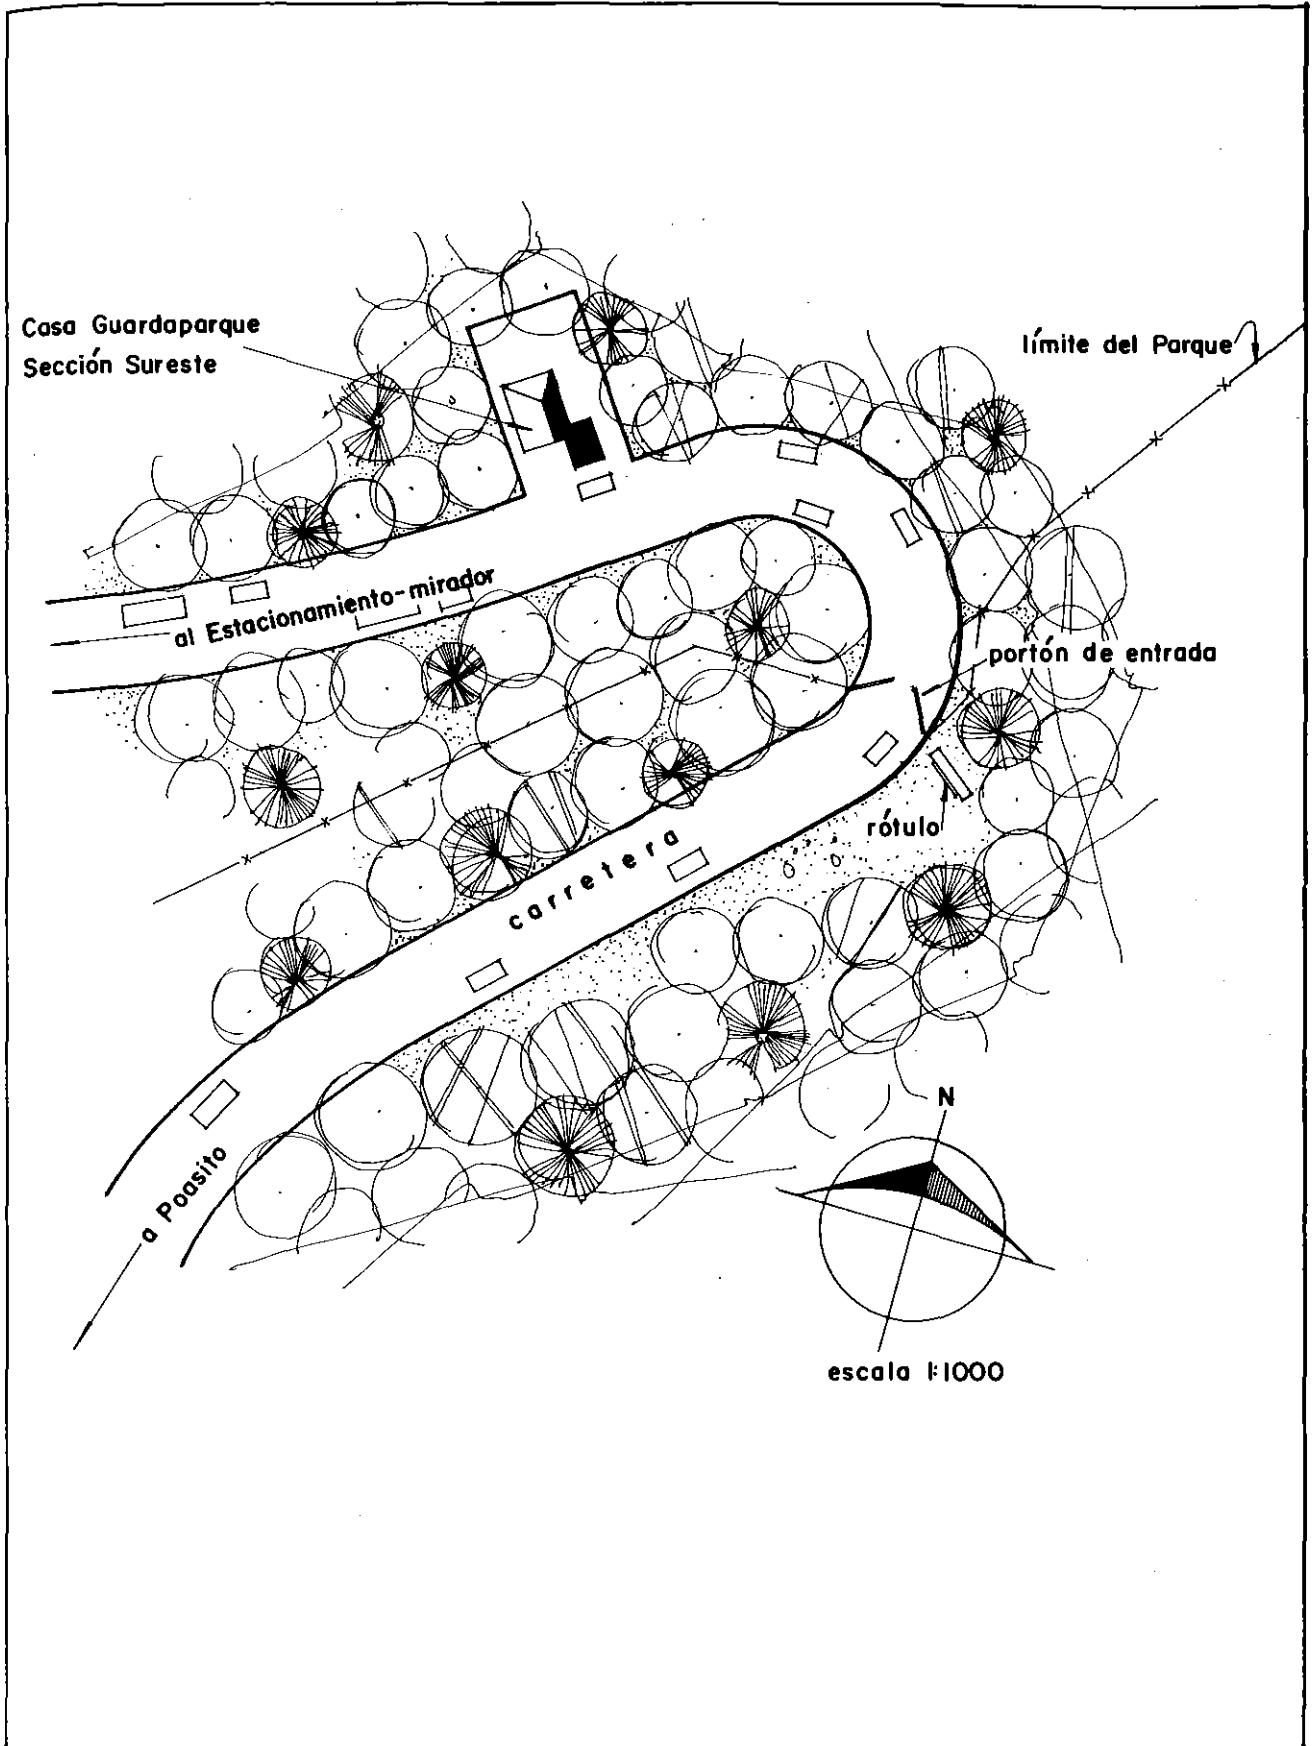 Casa Guardaparque
Sección Sureste
límite del Parque
al Estacionamiento-mirador
portón de entrada
rótulo
carretera
a Poasito
N
escala 1:1000